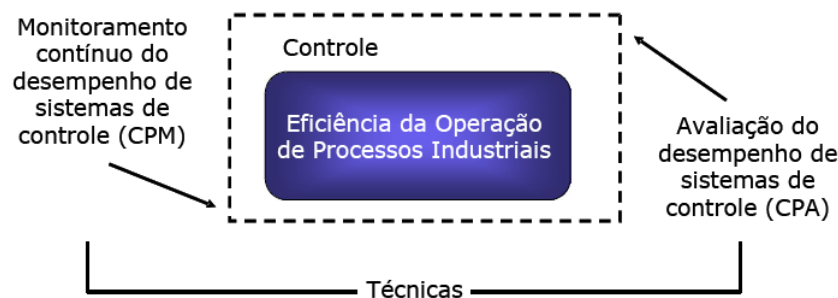 Monitoramento
contínuo do
desempenho de
sistemas de
controle (CPM)
Controle
Eficiência da Operação
de Processos Industriais
Avaliação do
desempenho de
sistemas de
controle (CPA)
Técnicas